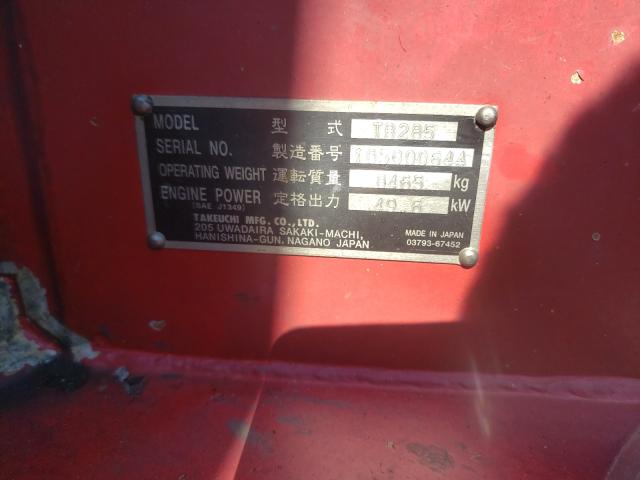 MODEL 型式 TB285
SERIAL NO. 製造番号
OPERATING WEIGHT 運転質量 kg
ENGINE POWER 定格出力 kW
(SAE J1349)
TAKEUCHI MFG. CO., LTD.
205 UWADAIRA SAKAKI-MACHI,
HANISHINA-GUN. NAGANO JAPAN
MADE IN JAPAN
03793-67452